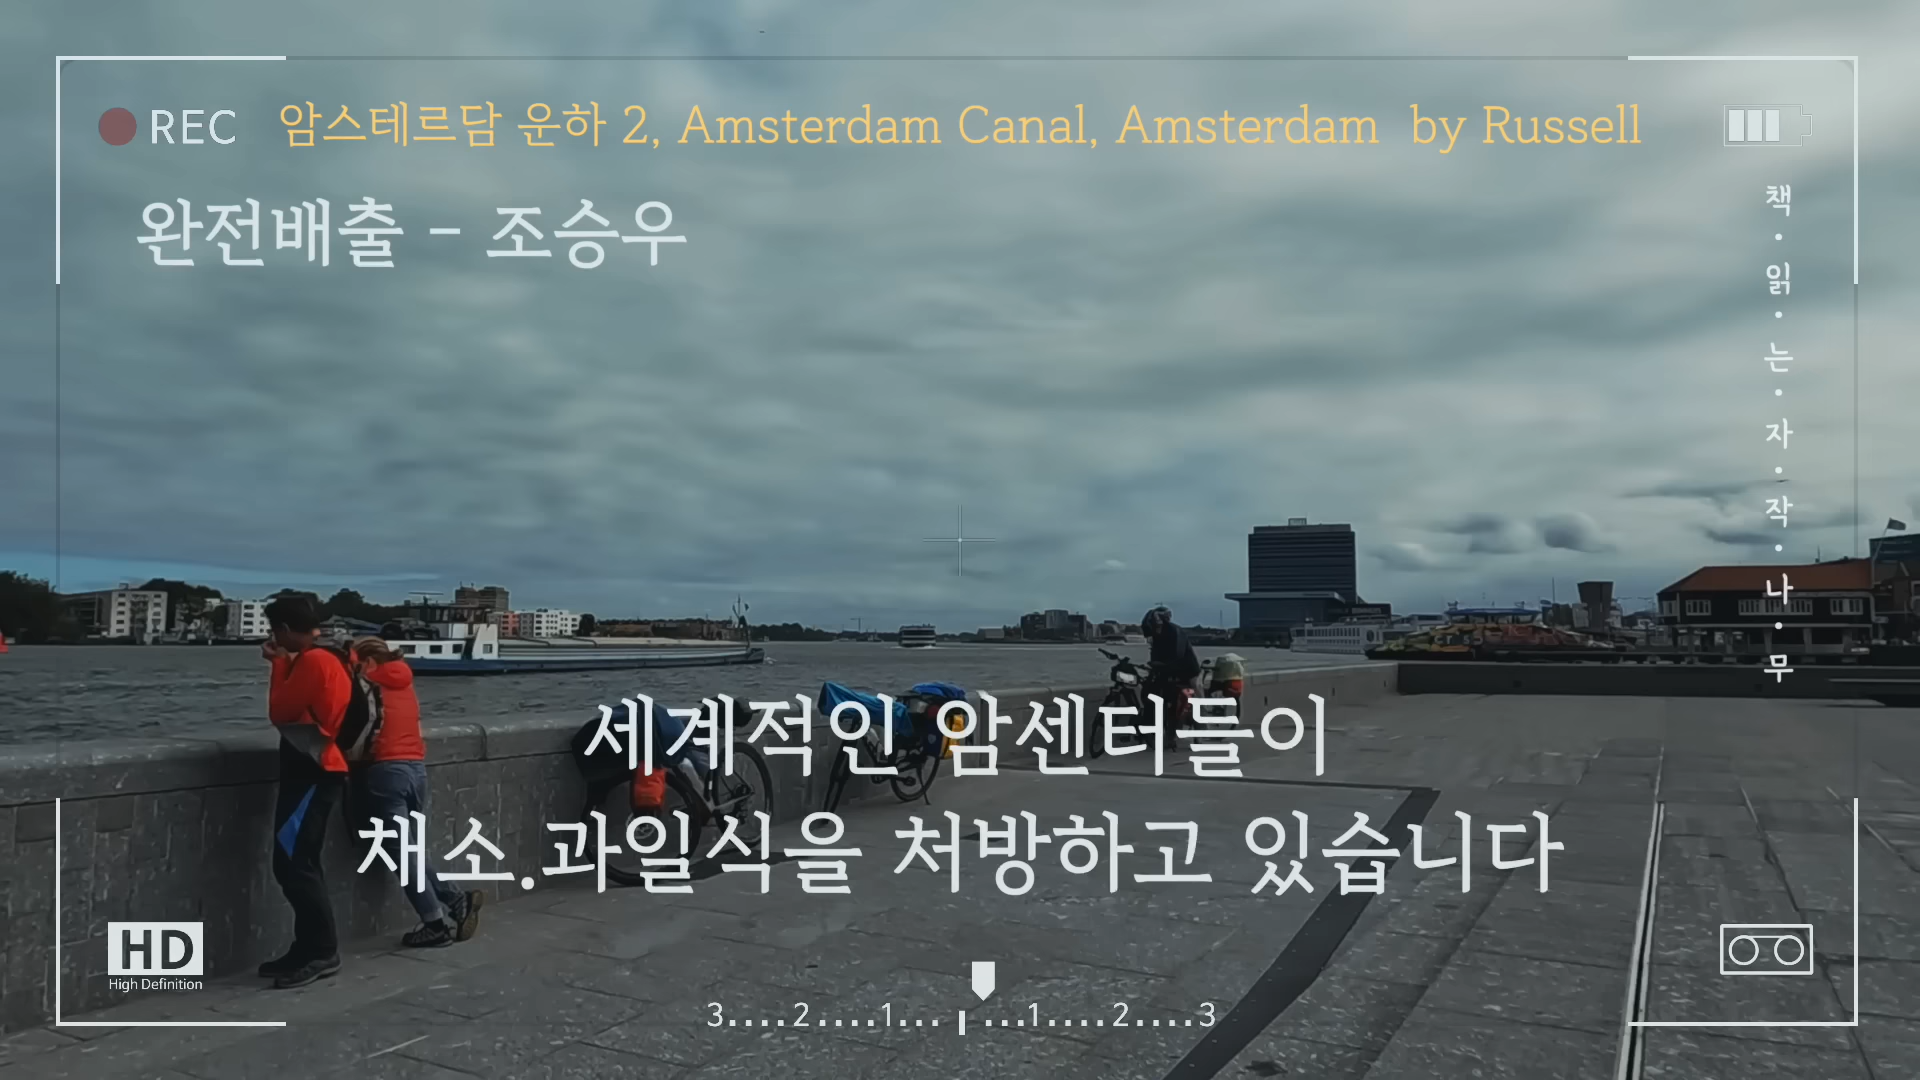 REC 암스테르담 운하 2, Amsterdam Canal, Amsterdam by Russell
완전배출 - 조승우
책·읽·는·자·작·나·무
세계적인 암센터들이
채소.과일식을 처방하고 있습니다
HD
High Definition
3....2....1... ...1....2....3